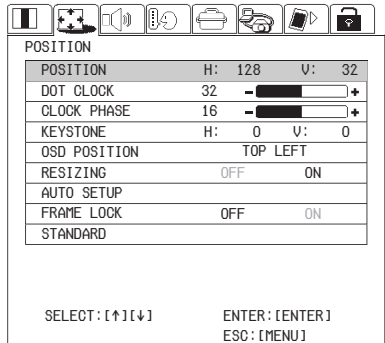 POSITION
POSITION H: 128 V: 32
DOT CLOCK 32 - +
CLOCK PHASE 16 - +
KEYSTONE H: 0 V: 0
OSD POSITION TOP LEFT
RESIZING OFF ON
AUTO SETUP
FRAME LOCK OFF ON
STANDARD
SELECT:[↑][↓] ENTER:[ENTER]
ESC:[MENU]